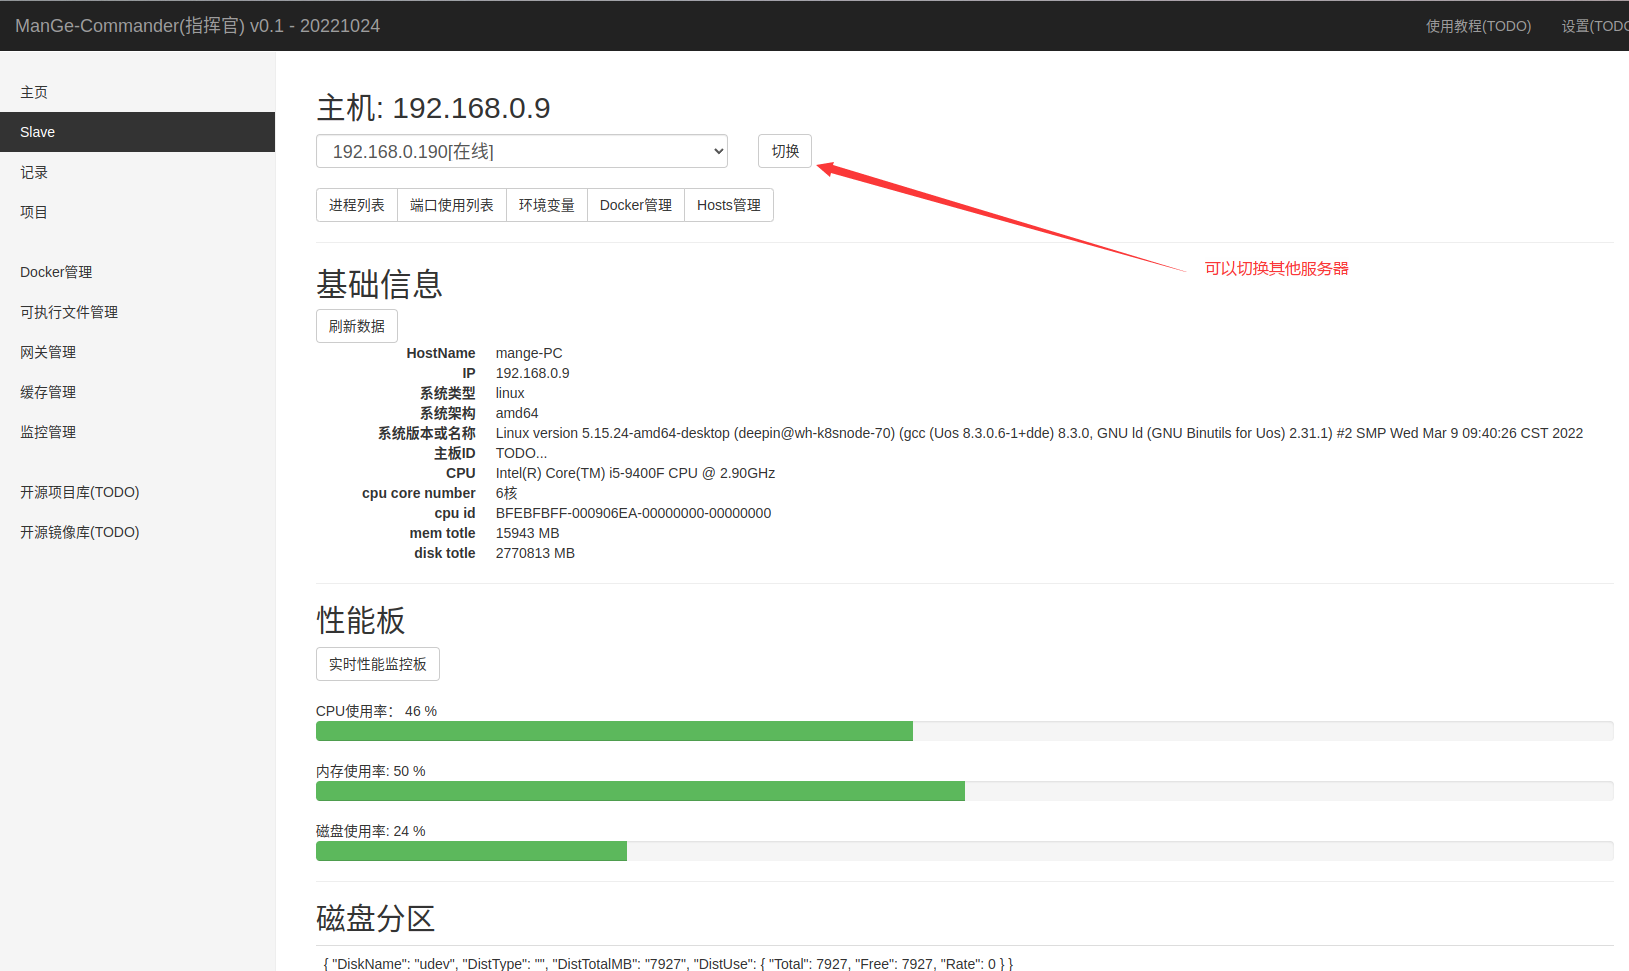 ManGe-Commander(指挥官) v0.1 - 20221024
使用教程(TODO)
设置(TODO
主页
Slave
记录
项目
Docker管理
可执行文件管理
网关管理
缓存管理
监控管理
开源项目库(TODO)
开源镜像库(TODO)
主机: 192.168.0.9
192.168.0.190[在线]
切换
进程列表
端口使用列表
环境变量
Docker管理
Hosts管理
可以切换其他服务器
基础信息
刷新数据
HostName mange-PC
IP 192.168.0.9
系统类型 linux
系统架构 amd64
系统版本或名称 Linux version 5.15.24-amd64-desktop (deepin@wh-k8snode-70) (gcc (Uos 8.3.0.6-1+dde) 8.3.0, GNU ld (GNU Binutils for Uos) 2.31.1) #2 SMP Wed Mar 9 09:40:26 CST 2022
主板ID TODO...
CPU Intel(R) Core(TM) i5-9400F CPU @ 2.90GHz
cpu core number 6核
cpu id BFEBFBFF-000906EA-00000000-00000000
mem totle 15943 MB
disk totle 2770813 MB
性能板
实时性能监控板
CPU使用率： 46 %
内存使用率: 50 %
磁盘使用率: 24 %
磁盘分区
{ "DiskName": "udev", "DistType": "", "DistTotalMB": "7927", "DistUse": { "Total": 7927, "Free": 7927, "Rate": 0 } }